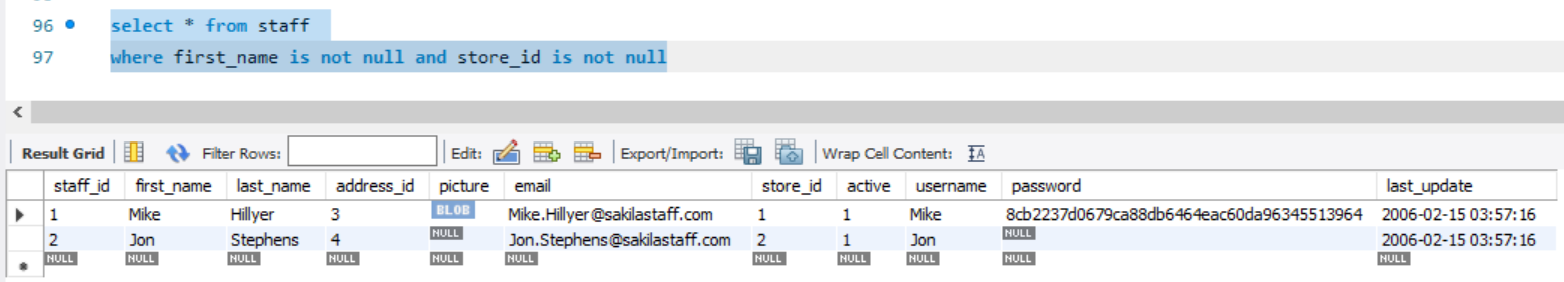 96 select * from staff
97 where first_name is not null and store_id is not null
Result Grid Filter Rows: Edit: Export/Import: Wrap Cell Content: IA
staff_id first_name last_name address_id picture email store_id active username password last_update
1 Mike Hillyer 3 BLOB Mike.Hillyer@sakilastaff.com 1 1 Mike 8cb2237d0679ca88db6464eac60da96345513964 2006-02-15 03:57:16
2 Jon Stephens 4 NULL Jon.Stephens@sakilastaff.com 2 1 Jon NULL 2006-02-15 03:57:16
NULL NULL NULL NULL NULL NULL NULL NULL NULL NULL NULL